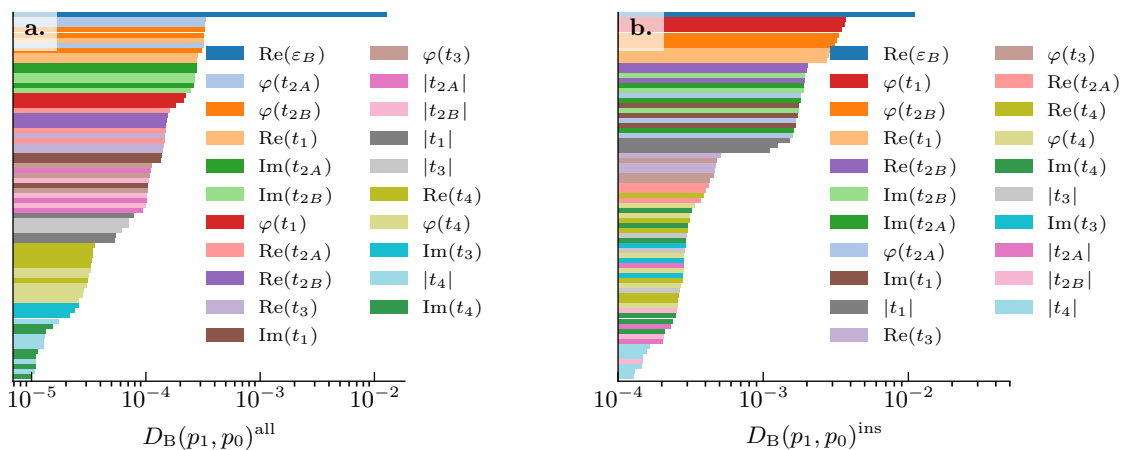 a.
Re(ε_B)
φ(t_2A)
φ(t_2B)
Re(t_1)
Im(t_2A)
Im(t_2B)
φ(t_1)
Re(t_2A)
Re(t_2B)
Re(t_3)
Im(t_1)
φ(t_3)
|t_2A|
|t_2B|
|t_1|
|t_3|
Re(t_4)
φ(t_4)
Im(t_3)
|t_4|
Im(t_4)
10^−5 10^−4 10^−3 10^−2
D_B(p_1, p_0)^all
b.
Re(ε_B)
φ(t_1)
φ(t_2B)
Re(t_1)
Re(t_2B)
Im(t_2B)
Im(t_2A)
φ(t_2A)
Im(t_1)
|t_1|
Re(t_3)
φ(t_3)
Re(t_2A)
Re(t_4)
φ(t_4)
Im(t_4)
|t_3|
Im(t_3)
|t_2A|
|t_2B|
|t_4|
10^−4 10^−3 10^−2
D_B(p_1, p_0)^ins